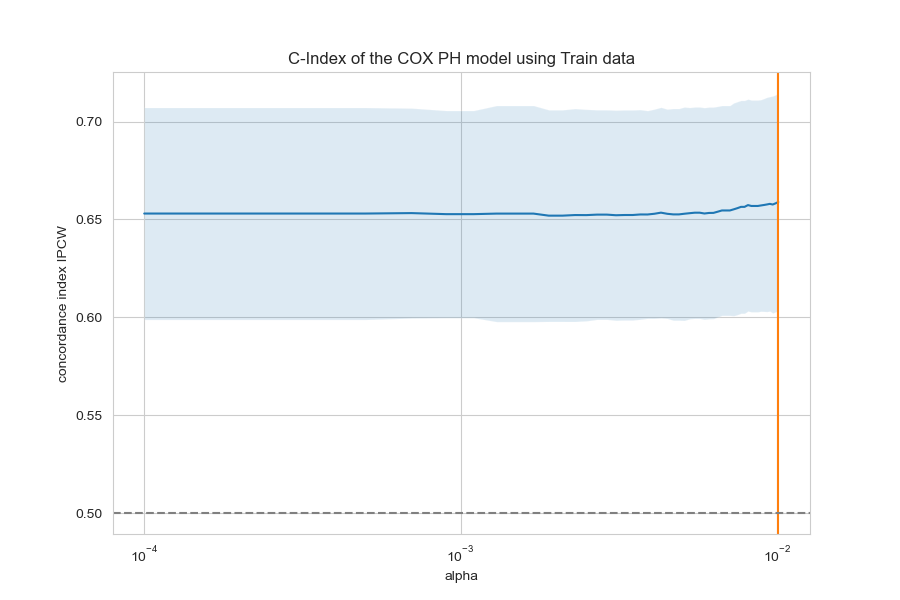 C-Index of the COX PH model using Train data
concordance index IPCW
0.70
0.65
0.60
0.55
0.50
10⁻⁴ 10⁻³ 10⁻²
alpha